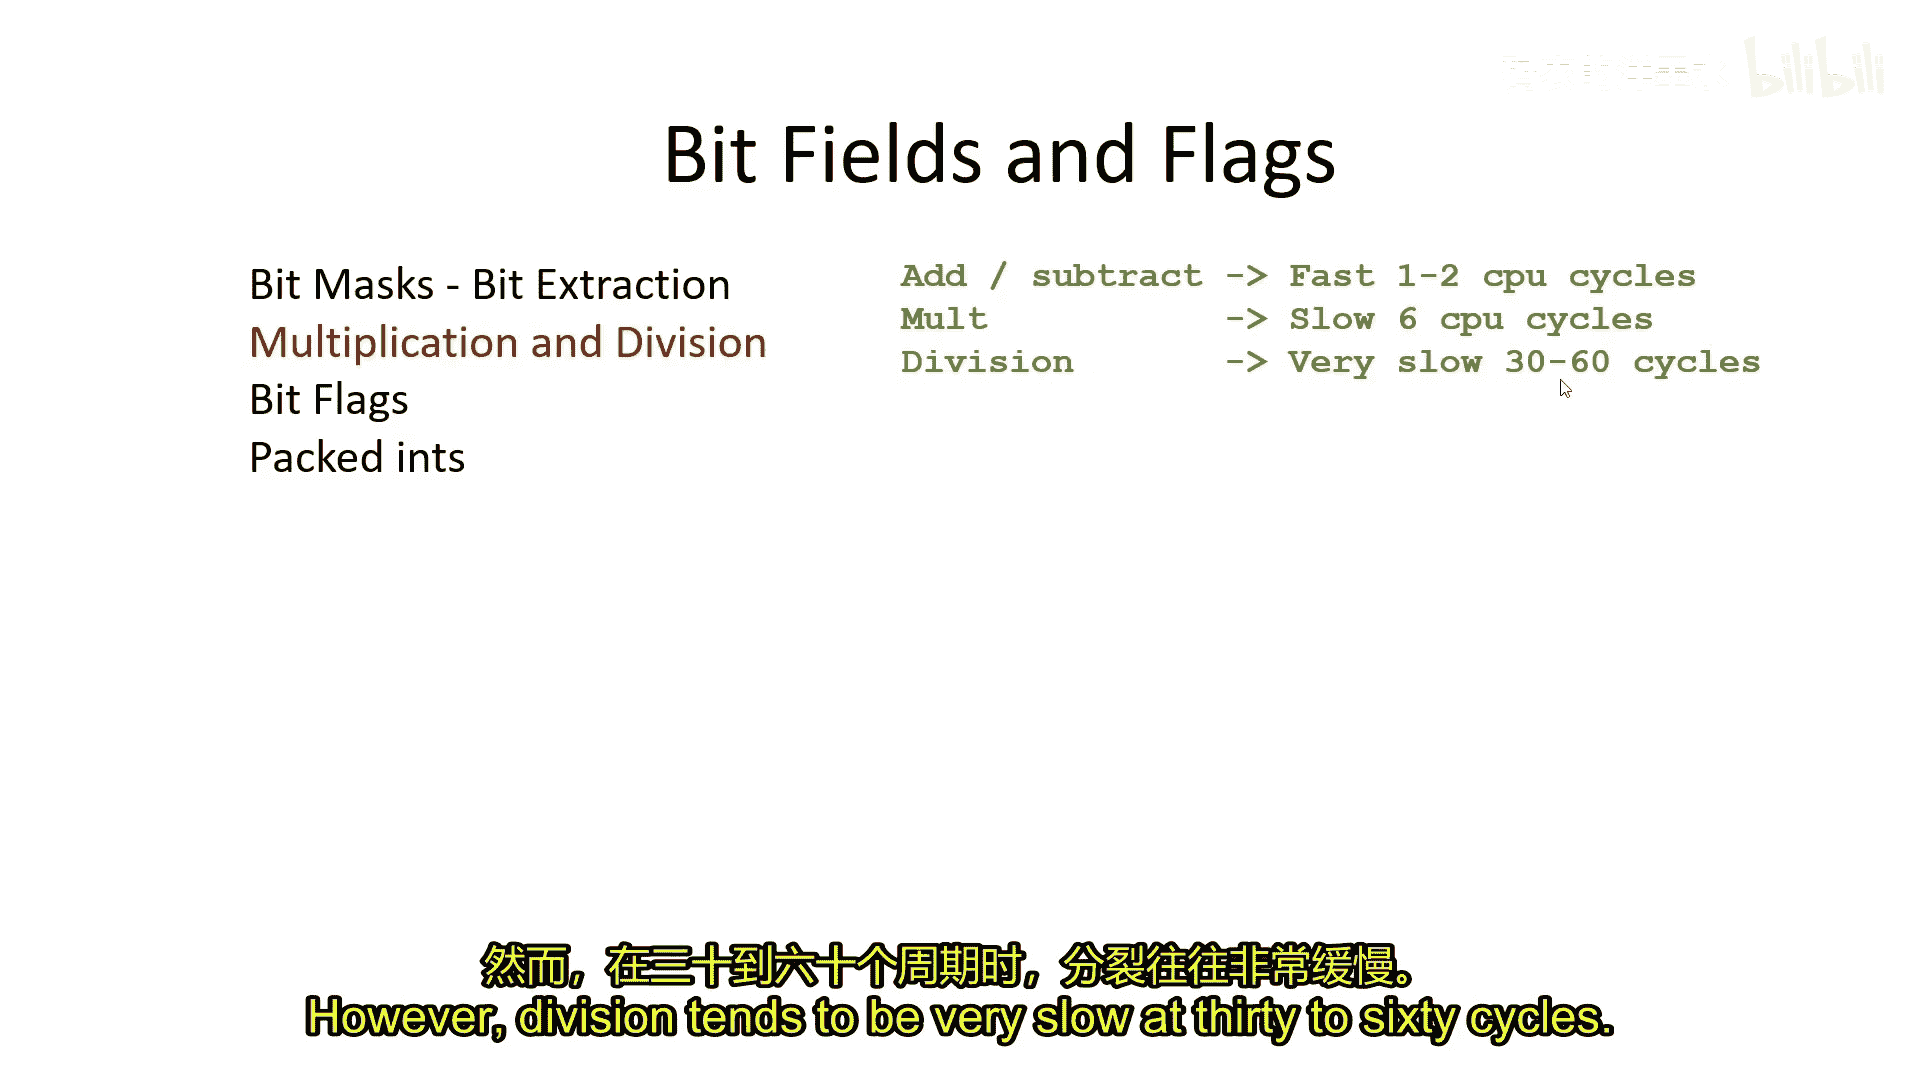 bilibili
Bit Fields and Flags
Bit Masks - Bit Extraction
Multiplication and Division
Bit Flags
Packed ints
Add / subtract -> Fast 1-2 cpu cycles
Mult -> Slow 6 cpu cycles
Division -> Very slow 30-60 cycles
然而，在三十到六十个周期时，分裂往往非常缓慢。
However, division tends to be very slow at thirty to sixty cycles.